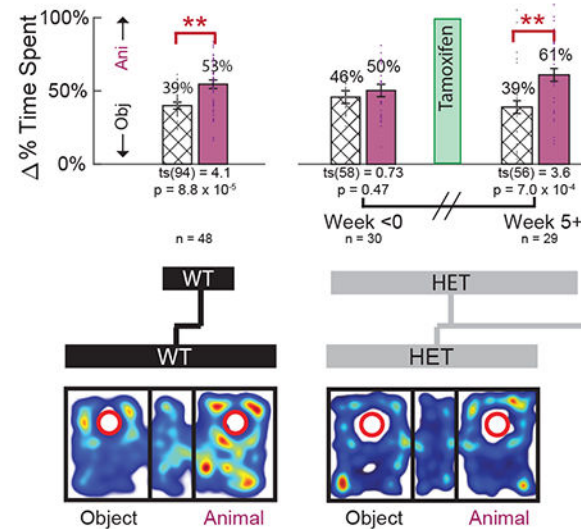 100%
50%
0%
Δ % Time Spent
Ani
Obj
**
39%
53%
ts(94) = 4.1
p = 8.8 x 10-5
n = 48
46%
50%
ts(58) = 0.73
p = 0.47
Tamoxifen
**
39%
61%
ts(56) = 3.6
p = 7.0 x 10-4
Week <0
n = 30
Week 5+
n = 29
WT
WT
HET
HET
Object
Animal
Object
Animal